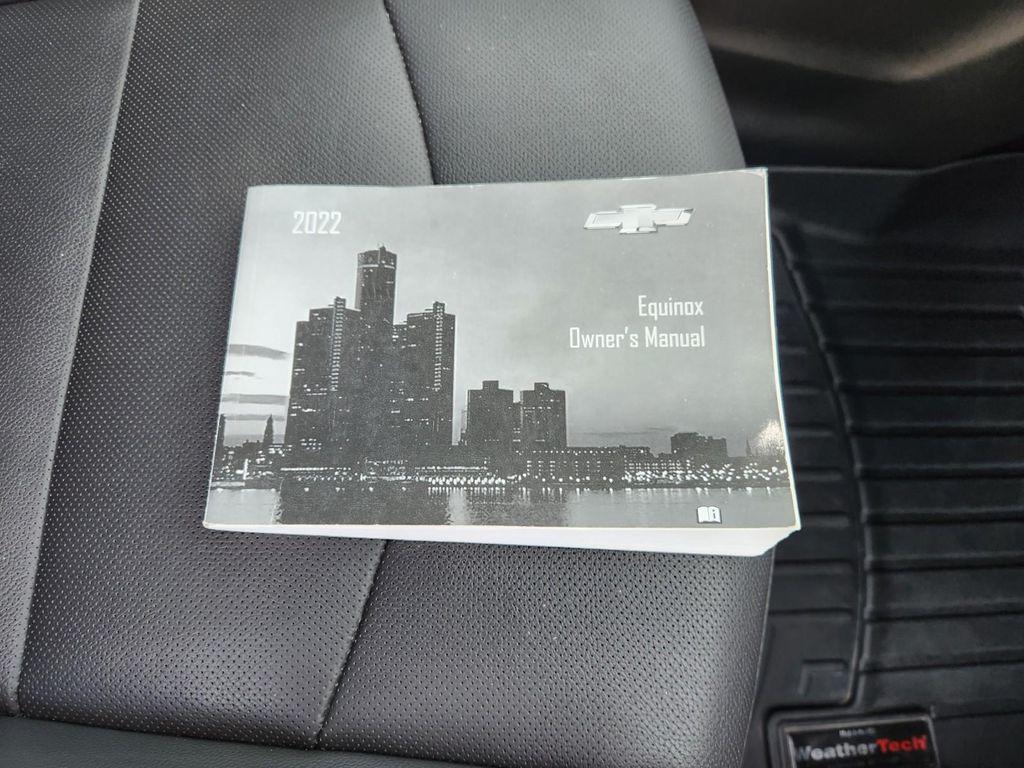 2022
Equinox
Owner's Manual
WeatherTech